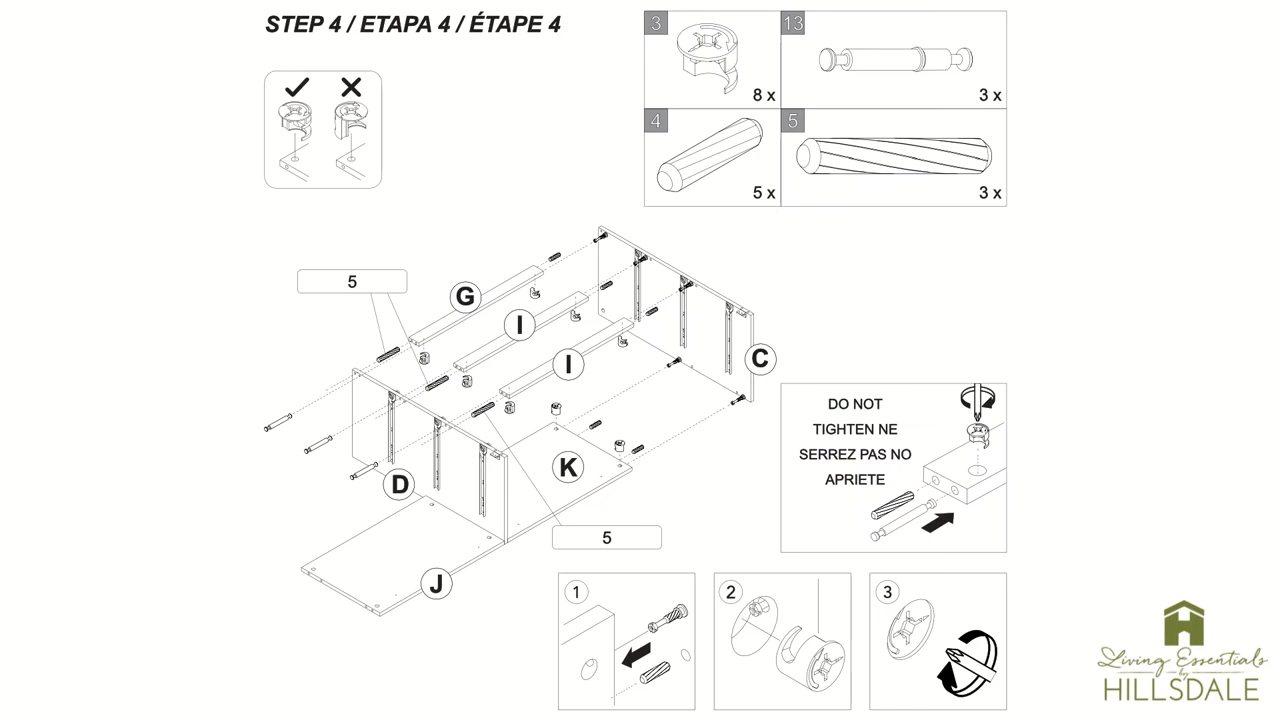 STEP 4 / ETAPA 4 / ÉTAPE 4
3
8 x
13
3 x
4
5 x
5
3 x
5
G
I
I
C
K
D
J
5
DO NOT
TIGHTEN NE
SERREZ PAS NO
APRIETE
1
2
3
Living Essentials
by
HILLSDALE